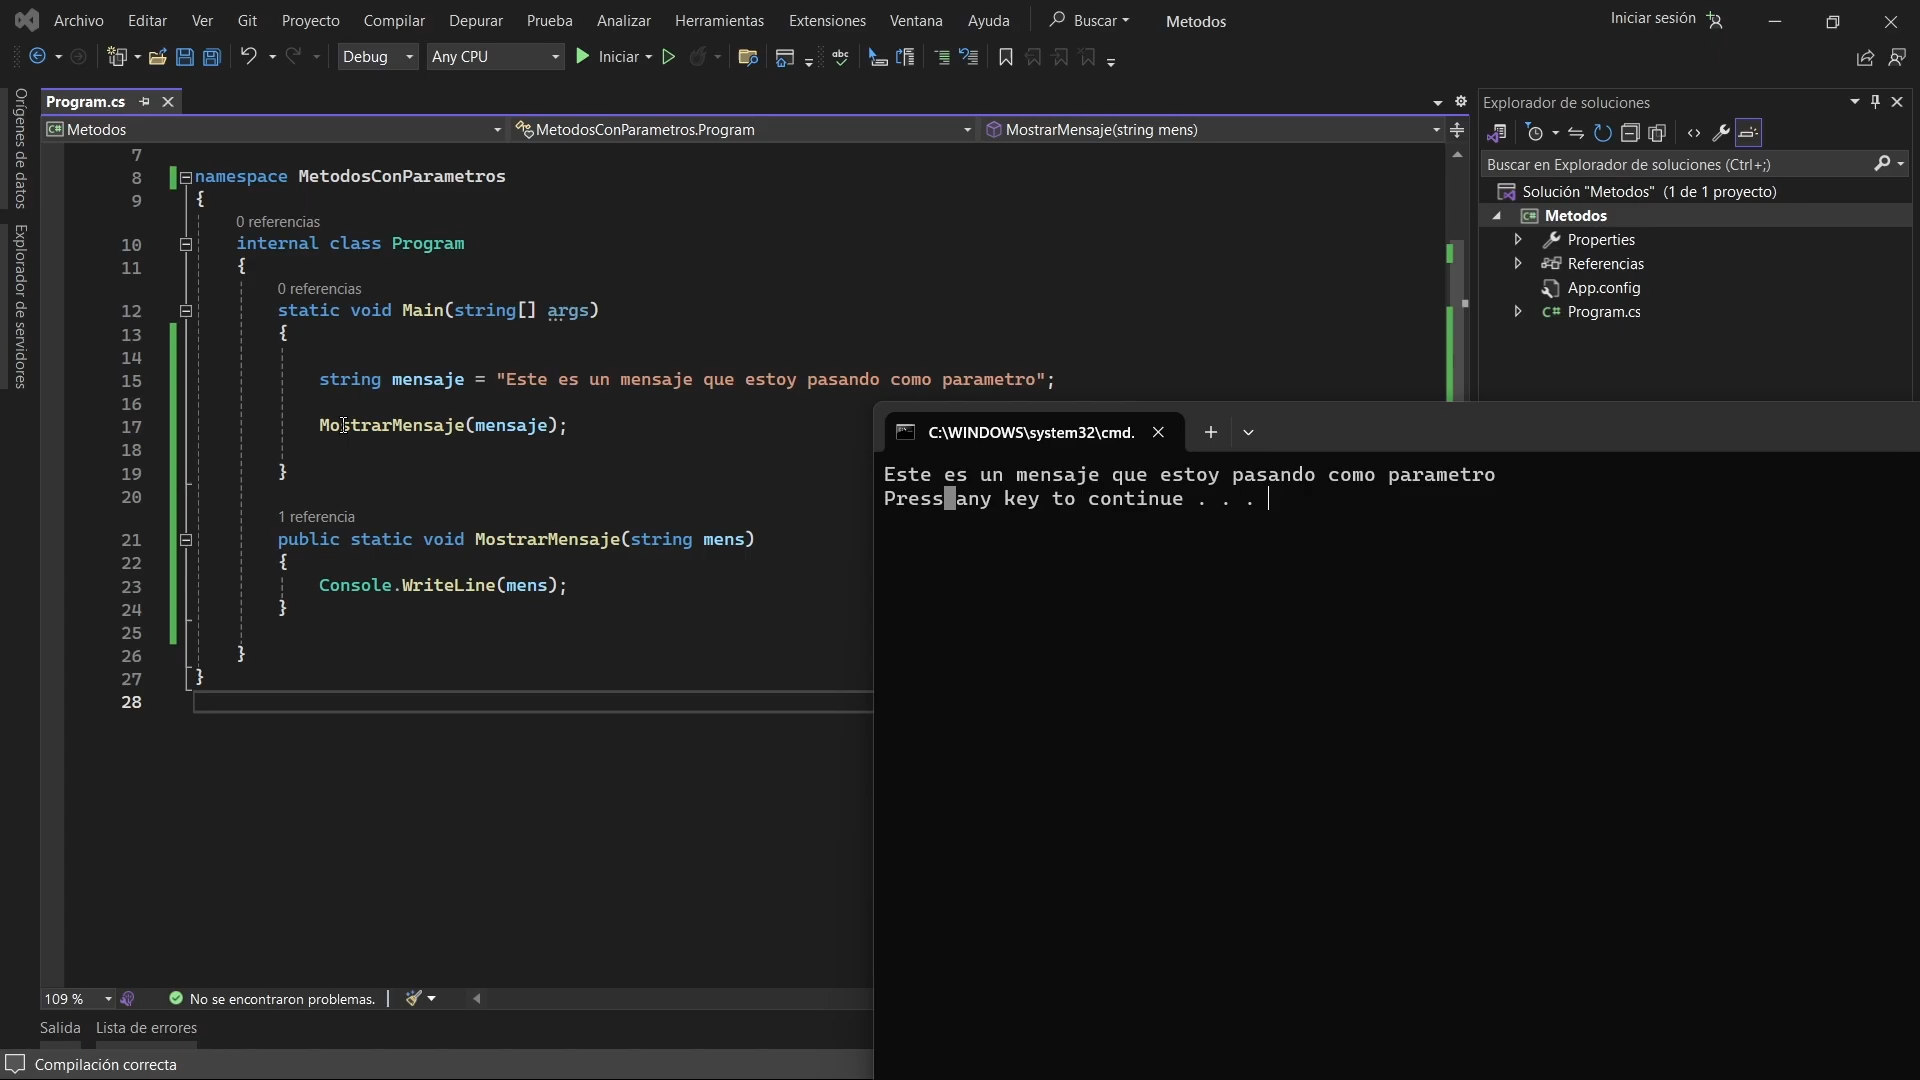 Archivo Editar Ver Git Proyecto Compilar Depurar Prueba Analizar Herramientas Extensiones Ventana Ayuda Buscar Metodos Iniciar sesión
Debug Any CPU Iniciar abc
Orígenes de datos
Explorador de servidores
Program.cs
C# Metodos MetodosConParametros.Program MostrarMensaje(string mens)
7
8 namespace MetodosConParametros
9 {
0 referencias
10 internal class Program
11 {
0 referencias
12 static void Main(string[] args)
13 {
14
15 string mensaje = "Este es un mensaje que estoy pasando como parametro";
16
17 MostrarMensaje(mensaje);
18
19 }
20
1 referencia
21 public static void MostrarMensaje(string mens)
22 {
23 Console.WriteLine(mens);
24 }
25
26 }
27 }
28
109 % No se encontraron problemas.
Salida Lista de errores
Compilación correcta
Explorador de soluciones
Buscar en Explorador de soluciones (Ctrl+;)
Solución "Metodos" (1 de 1 proyecto)
C# Metodos
Properties
Referencias
App.config
C# Program.cs
C:\WINDOWS\system32\cmd.
Este es un mensaje que estoy pasando como parametro
Press any key to continue . . .